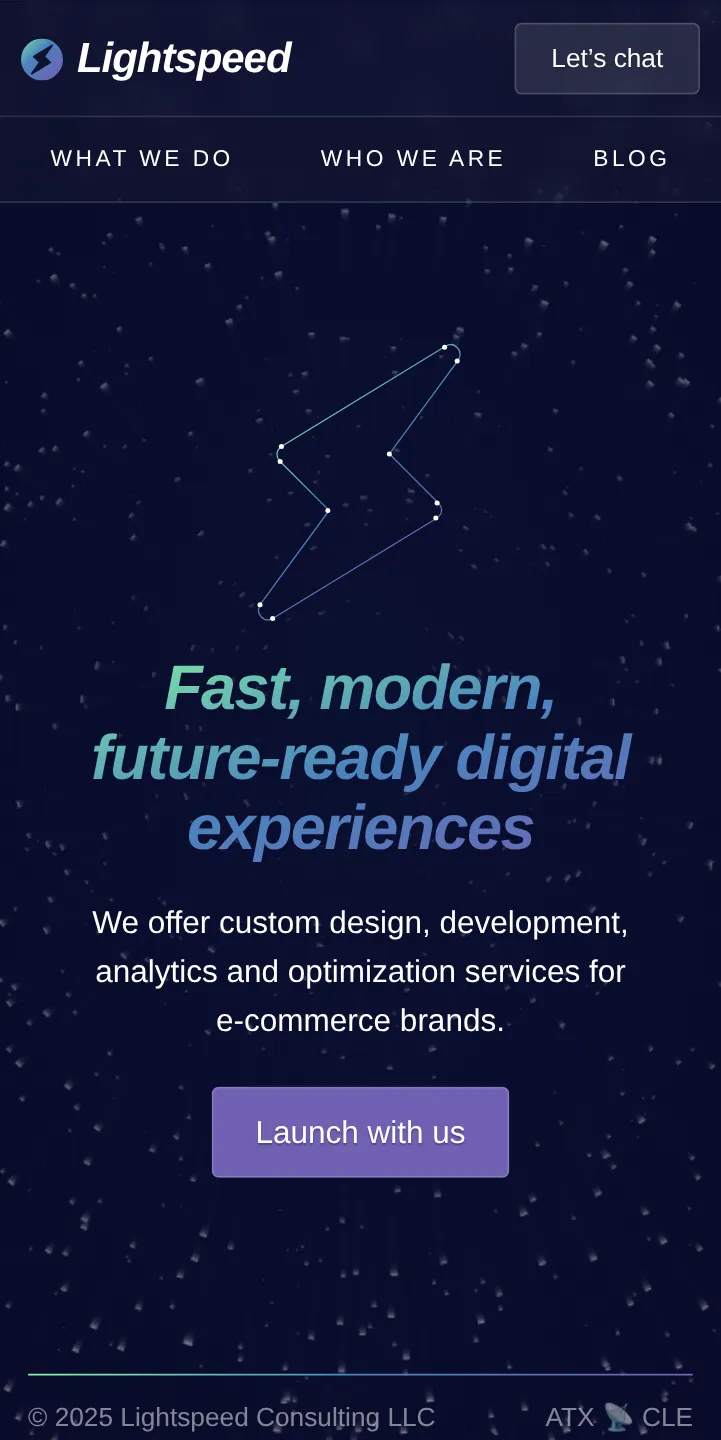 Lightspeed
Let’s chat
WHAT WE DO WHO WE ARE BLOG
Fast, modern,
future-ready digital
experiences
We offer custom design, development,
analytics and optimization services for
e-commerce brands.
Launch with us
© 2025 Lightspeed Consulting LLC
ATX 📡 CLE